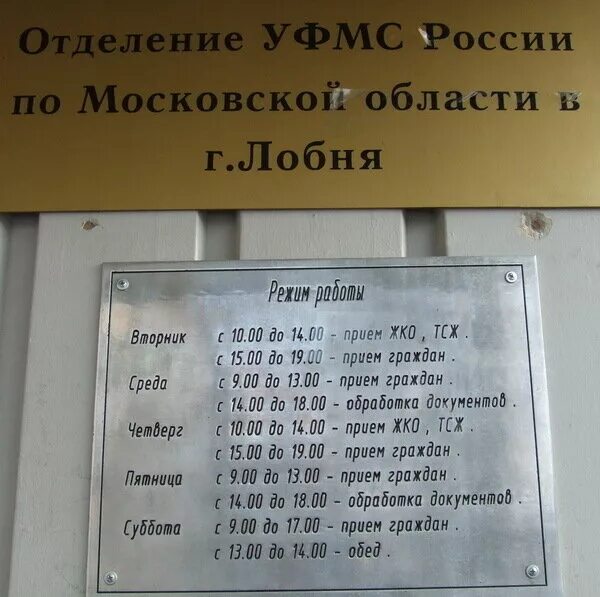 Отделение УФМС России
по Московской области в
г.Лобня
Режим работы
Вторник с 10.00 до 14.00 - прием ЖКО , ТСЖ .
с 15.00 до 19.00 - прием граждан .
Среда с 9.00 до 13.00 - прием граждан .
с 14.00 до 18.00 - обработка документов .
Четверг с 10.00 до 14.00 - прием ЖКО , ТСЖ .
с 15.00 до 19.00 - прием граждан .
Пятница с 9.00 до 13.00 - прием граждан .
с 14.00 до 18.00 - обработка документов .
Суббота с 9.00 до 17.00 - прием граждан .
с 13.00 до 14.00 - обед .